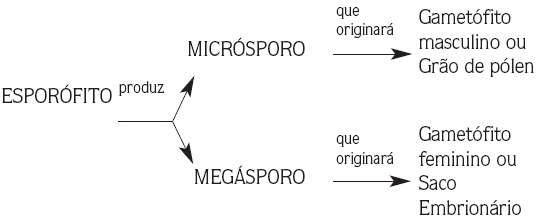 ESPORÓFITO
produz
MICRÓSPORO
que
originará
Gametófito
masculino ou
Grão de pólen
MEGÁSPORO
que
originará
Gametófito
feminino ou
Saco
Embrionário